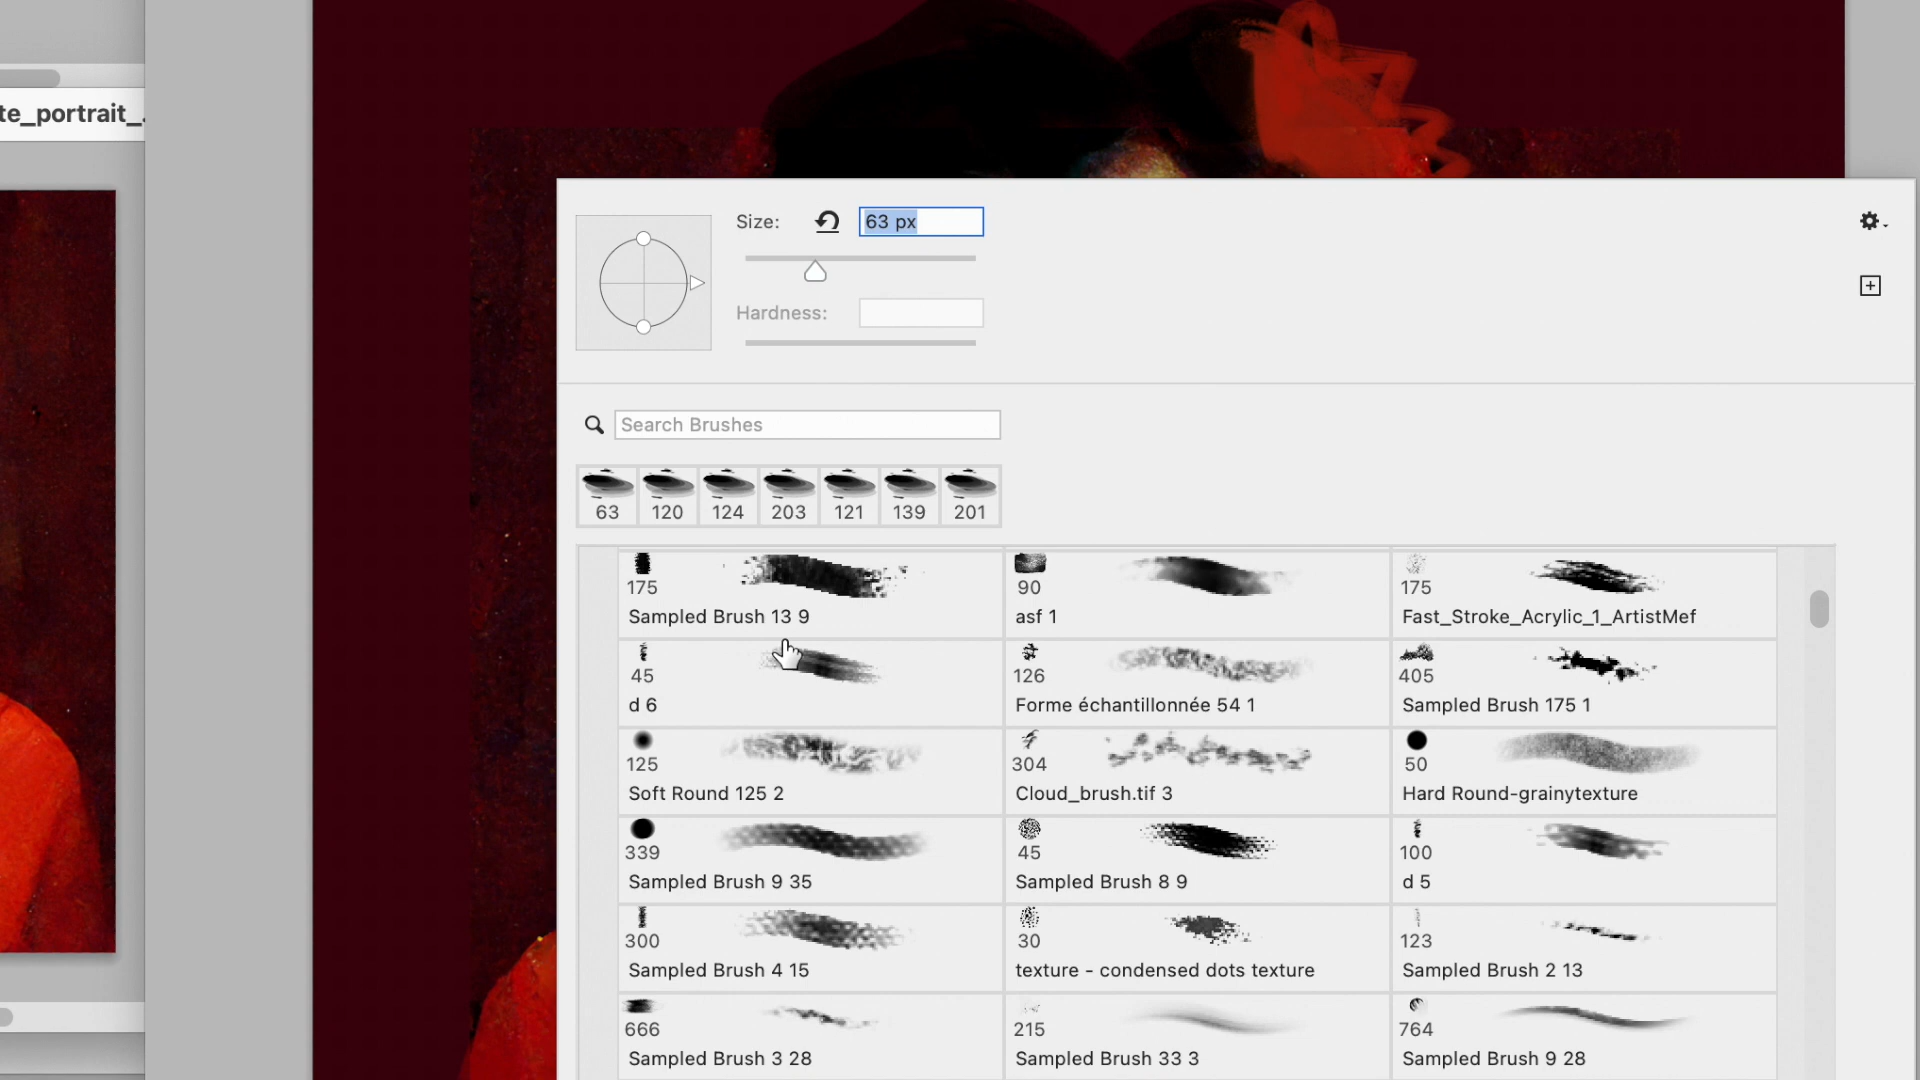 te_portrait_.
Size:
63 px
Hardness:
Search Brushes
63 120 124 203 121 139 201
175
Sampled Brush 13 9
90
asf 1
175
Fast_Stroke_Acrylic_1_ArtistMef
45
d 6
126
Forme échantillonnée 54 1
405
Sampled Brush 175 1
125
Soft Round 125 2
304
Cloud_brush.tif 3
50
Hard Round-grainytexture
339
Sampled Brush 9 35
45
Sampled Brush 8 9
100
d 5
300
Sampled Brush 4 15
30
texture - condensed dots texture
123
Sampled Brush 2 13
666
Sampled Brush 3 28
215
Sampled Brush 33 3
764
Sampled Brush 9 28